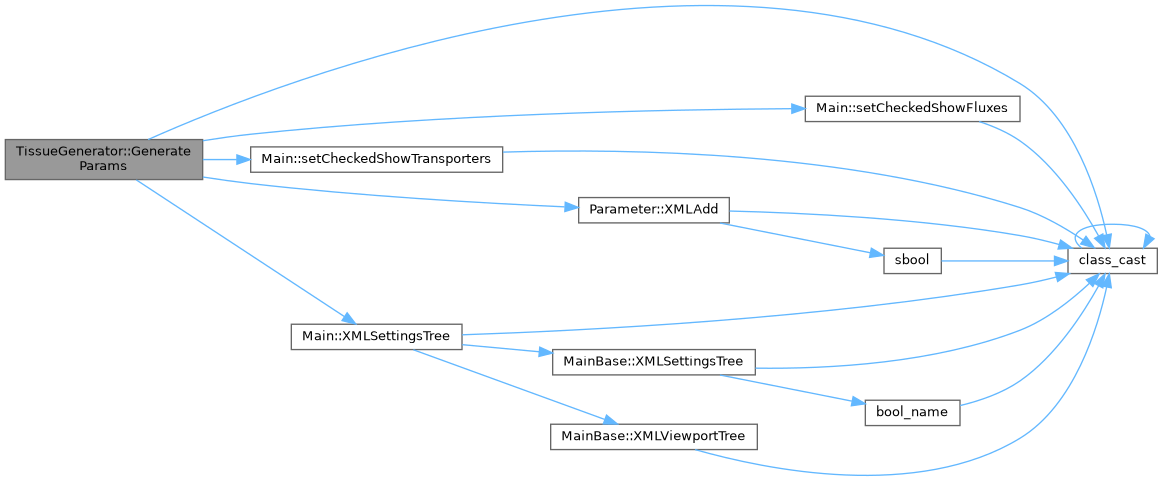 TissueGenerator::Generate
Params
Main::setCheckedShowFluxes
Main::setCheckedShowTransporters
Parameter::XMLAdd
sbool
class_cast
Main::XMLSettingsTree
MainBase::XMLSettingsTree
bool_name
MainBase::XMLViewportTree